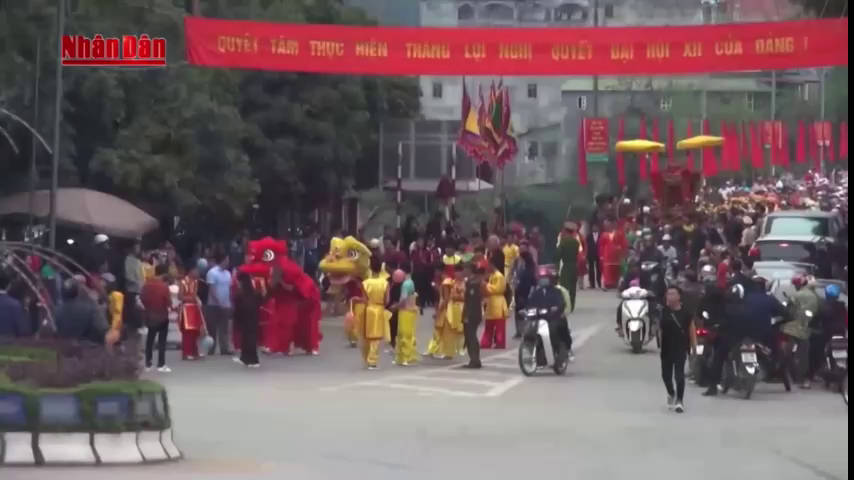 Nhân Dân
QUYẾT TÂM THỰC HIỆN THẮNG LỢI NGHỊ QUYẾT ĐẠI HỘI XII CỦA ĐẢNG !